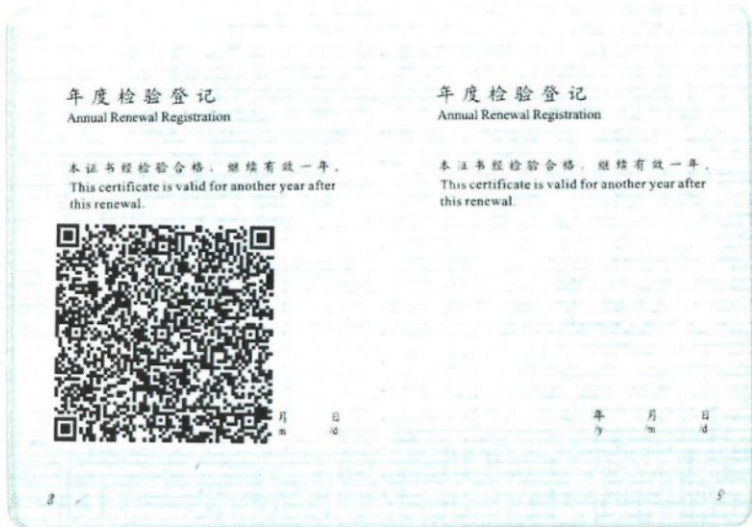 年度检验登记
Annual Renewal Registration
本证书经检验合格，继续有效一年。
This certificate is valid for another year after
this renewal.
月 日
/m /d
8
年度检验登记
Annual Renewal Registration
本证书经检验合格，继续有效一年。
This certificate is valid for another year after
this renewal.
年 月 日
/y /m /d
9